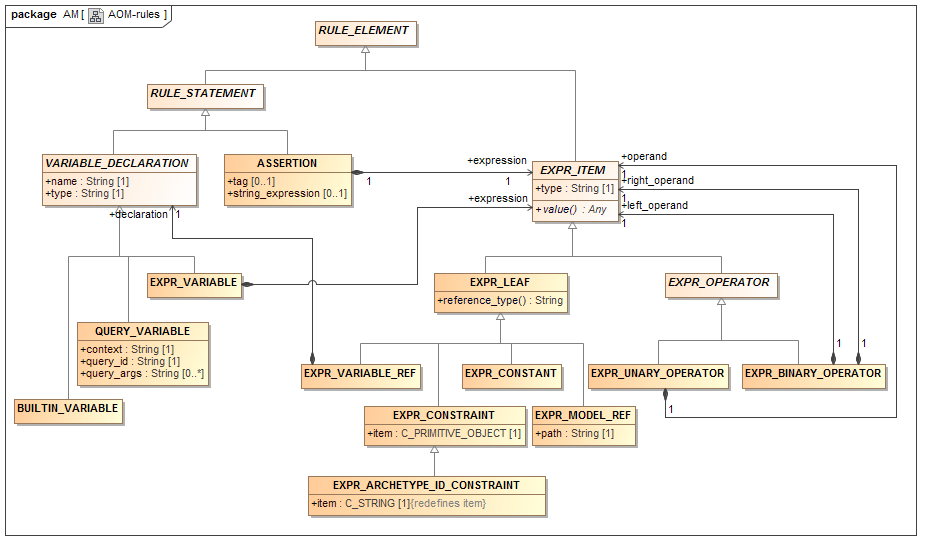 package AM [ AOM-rules ]
RULE_ELEMENT
RULE_STATEMENT
VARIABLE_DECLARATION
+name : String [1]
+type : String [1]
ASSERTION
+tag [0..1]
+string_expression [0..1]
1
+expression
1
+expression
EXPR_ITEM
+type : String [1]
+value() : Any
+operand
1
+right_operand
1
+left_operand
1
+declaration
1
EXPR_VARIABLE
EXPR_LEAF
+reference_type() : String
EXPR_OPERATOR
QUERY_VARIABLE
+context : String [1]
+query_id : String [1]
+query_args : String [0..*]
1
1
EXPR_VARIABLE_REF
EXPR_CONSTANT
EXPR_UNARY_OPERATOR
EXPR_BINARY_OPERATOR
1
BUILTIN_VARIABLE
EXPR_CONSTRAINT
+item : C_PRIMITIVE_OBJECT [1]
EXPR_MODEL_REF
+path : String [1]
EXPR_ARCHETYPE_ID_CONSTRAINT
+item : C_STRING [1]{redefines item}